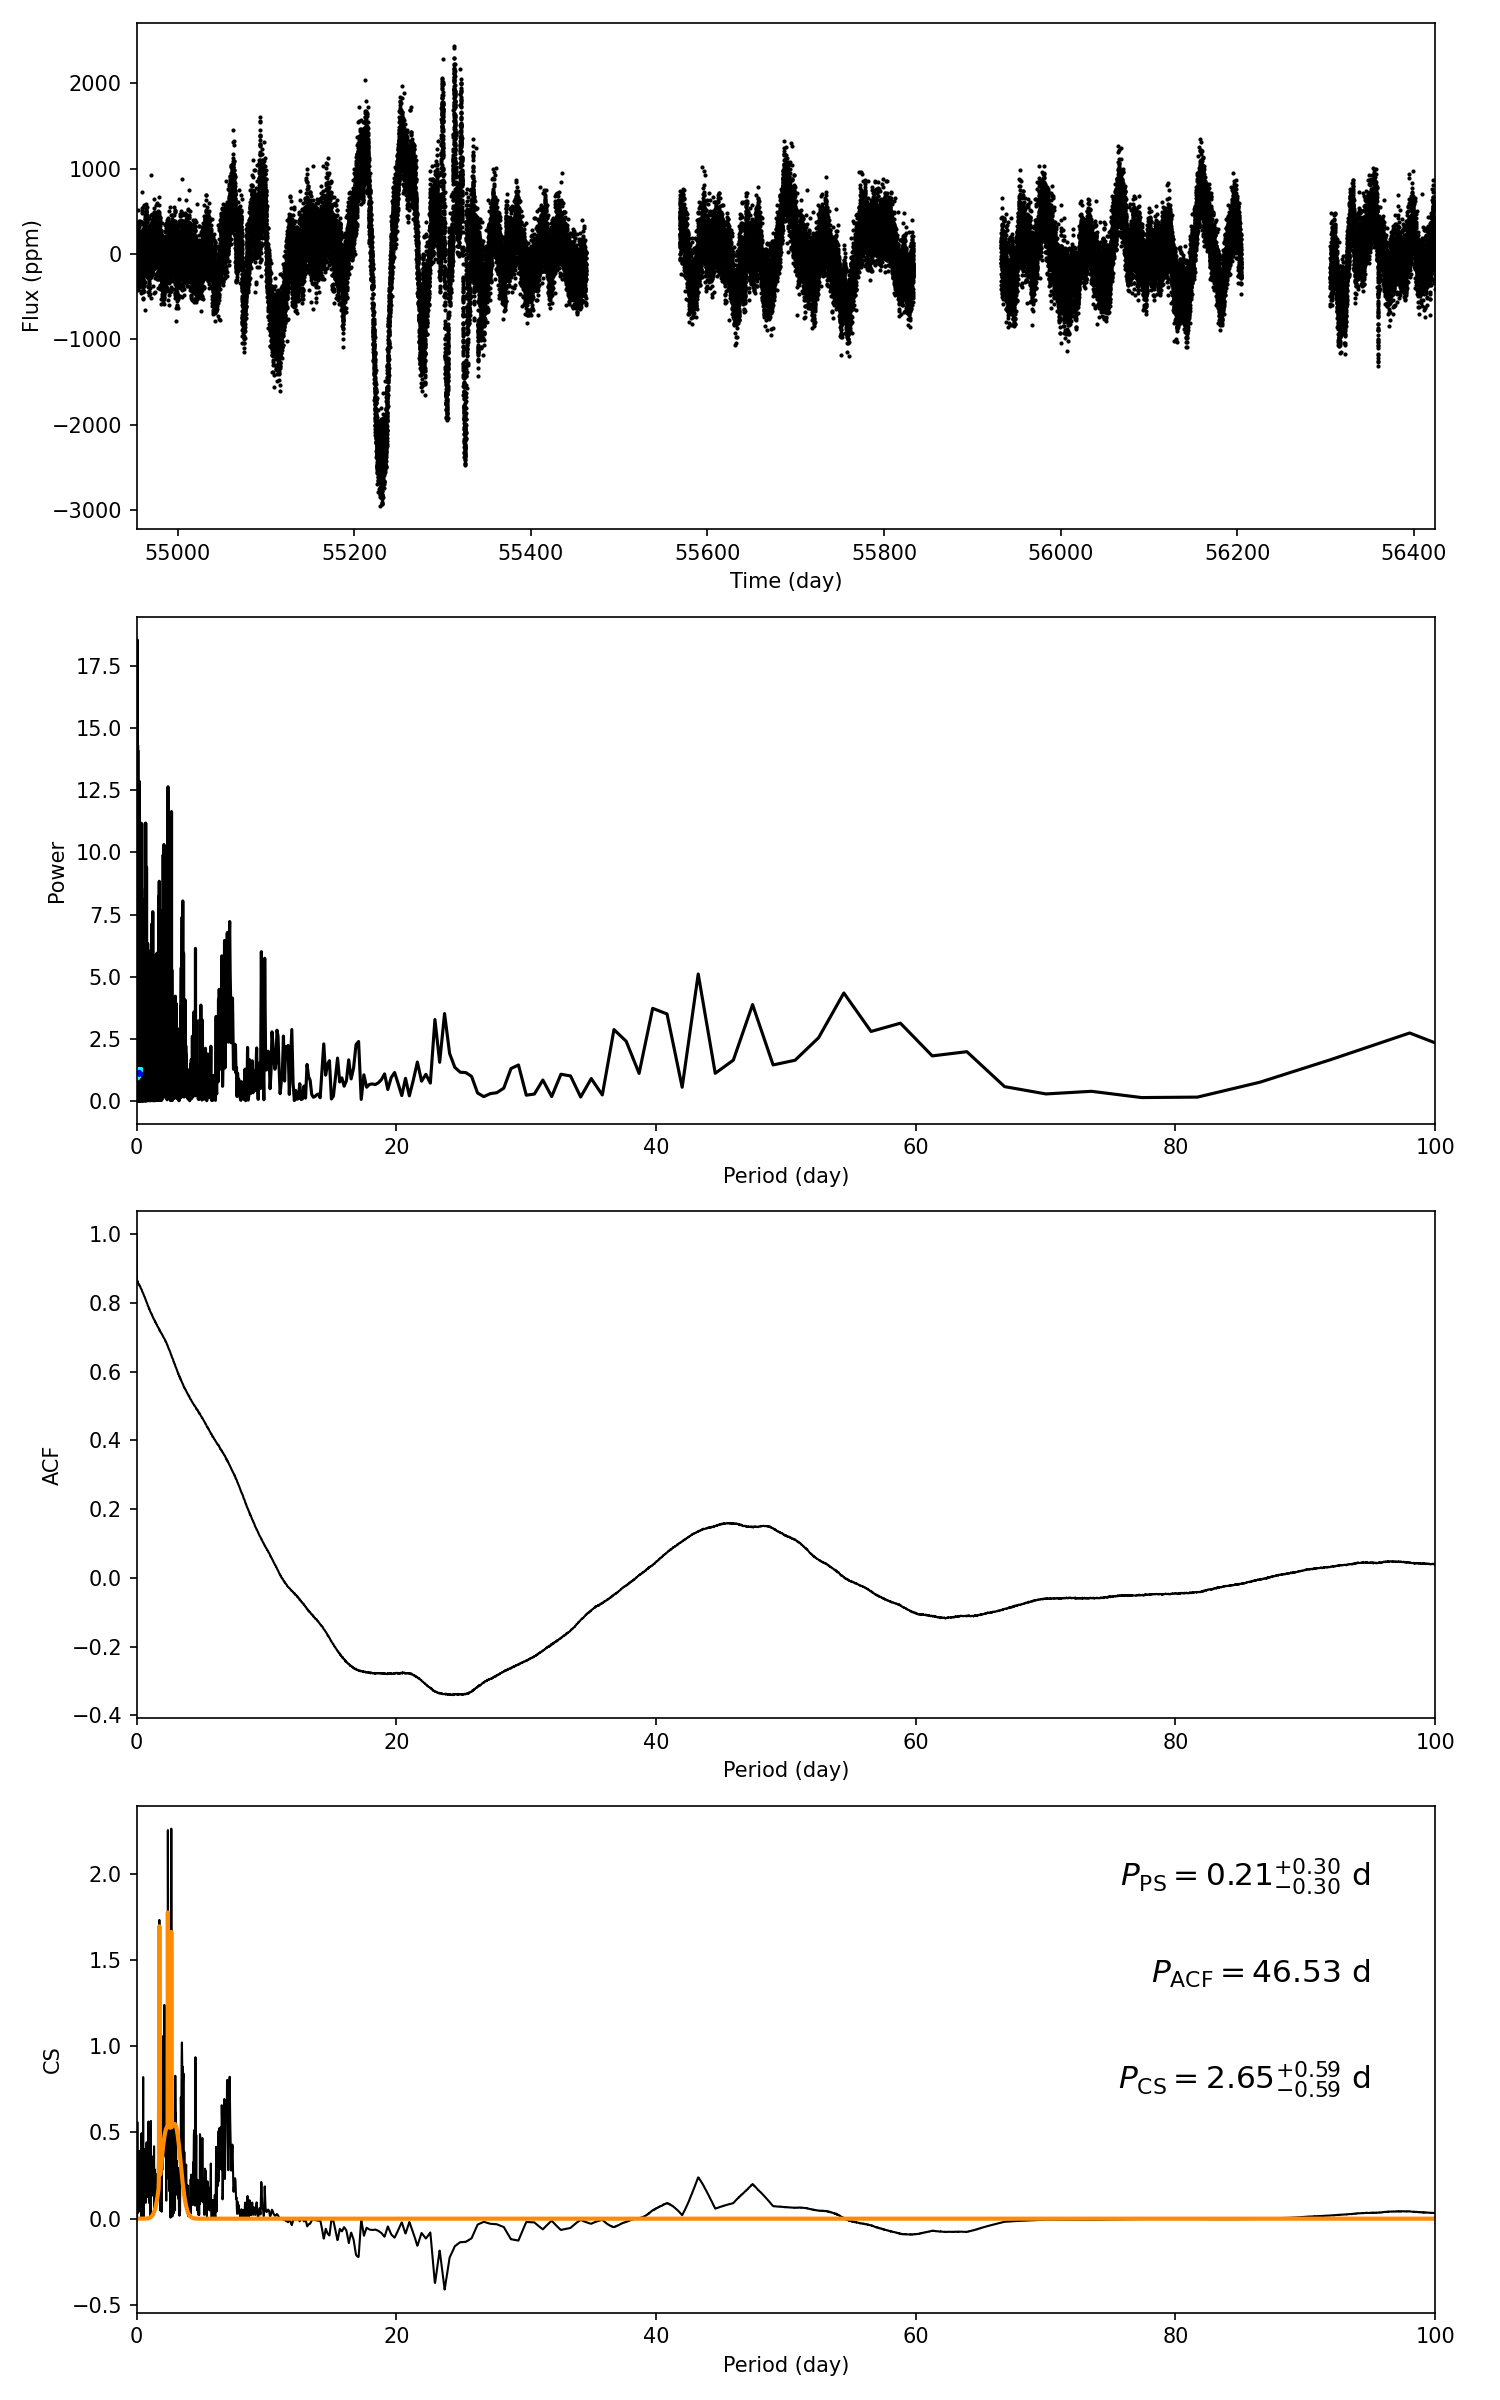 2000
1000
0
−1000
−2000
−3000
Flux (ppm)
55000 55200 55400 55600 55800 56000 56200 56400
Time (day)
17.5
15.0
12.5
10.0
7.5
5.0
2.5
0.0
Power
0 20 40 60 80 100
Period (day)
1.0
0.8
0.6
0.4
0.2
0.0
−0.2
−0.4
ACF
0 20 40 60 80 100
Period (day)
2.0
1.5
1.0
0.5
0.0
−0.5
CS
P_PS = 0.21 +0.30 −0.30 d
P_ACF = 46.53 d
P_CS = 2.65 +0.59 −0.59 d
0 20 40 60 80 100
Period (day)